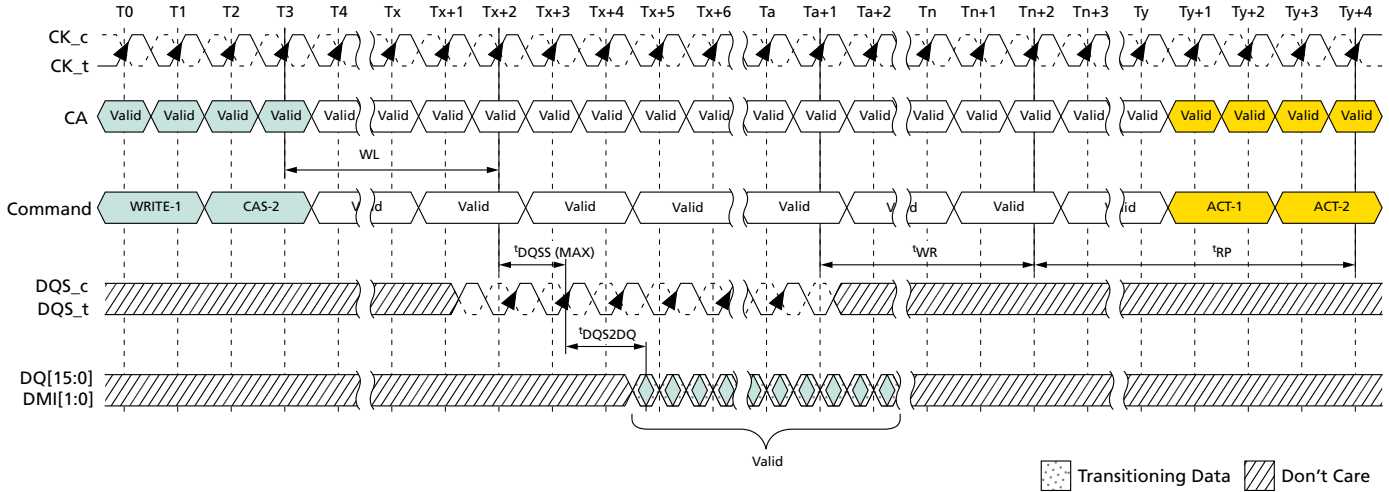 T0 T1 T2 T3 T4 Tx Tx+1 Tx+2 Tx+3 Tx+4 Tx+5 Tx+6 Ta Ta+1 Ta+2 Tn Tn+1 Tn+2 Tn+3 Ty Ty+1 Ty+2 Ty+3 Ty+4
CK_c
CK_t
CA Valid Valid Valid Valid Valid Valid Valid Valid Valid Valid Valid Valid Valid Valid Valid Valid Valid Valid Valid Valid Valid Valid Valid Valid
WL
Command WRITE-1 CAS-2 Valid Valid Valid Valid Valid Valid Valid Valid ACT-1 ACT-2
tDQSS (MAX) tWR tRP
DQS_c
DQS_t
tDQS2DQ
DQ[15:0]
DMI[1:0]
Valid
Transitioning Data Don't Care